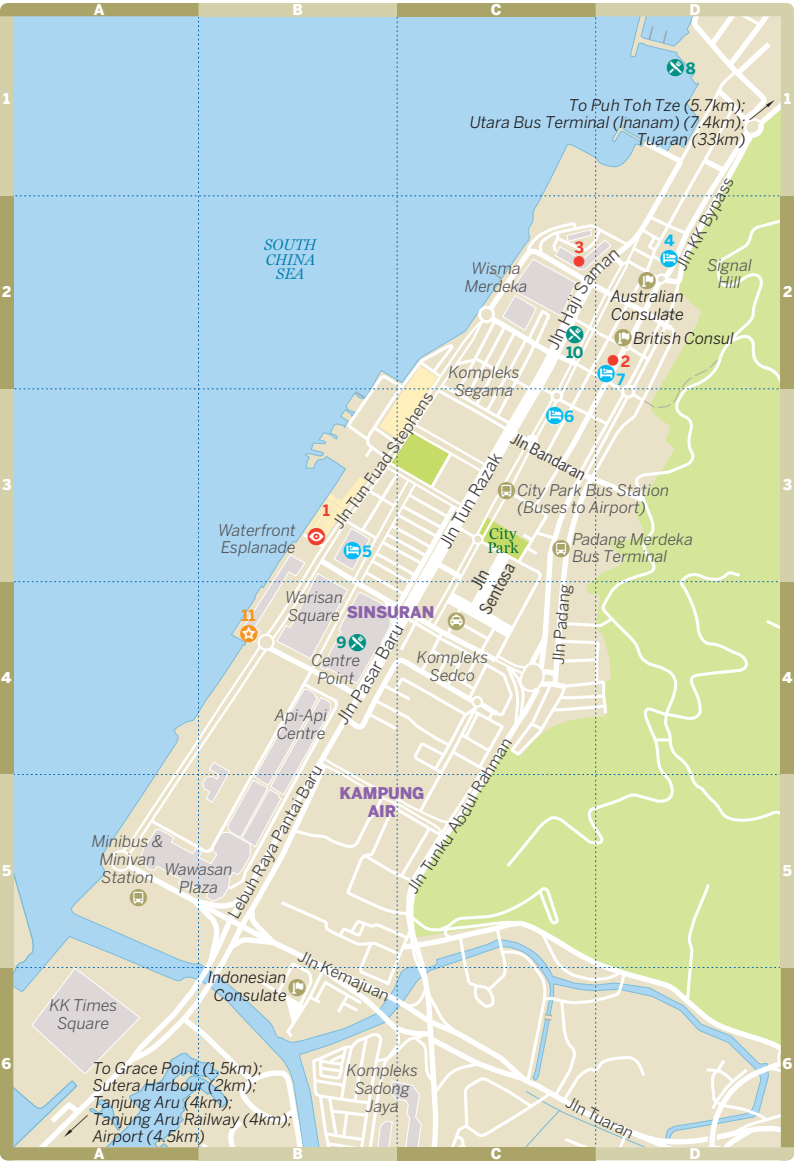 A
B
C
D
1
1
8
To Puh Toh Tze (5.7km);
Utara Bus Terminal (Inanam) (7.4km);
Tuaran (33km)
Jln KK Bypass
SOUTH
CHINA
SEA
3
4
Wisma
Merdeka
Jln Haji Saman
Signal
Hill
2
2
Australian
Consulate
British Consul
10
2
7
Kompleks
Segama
6
Jln Tun Fuad Stephens
Jln Bandaran
Jln Tun Razak
3
3
City Park Bus Station
(Buses to Airport)
1
Waterfront
Esplanade
5
City
Park
Padang Merdeka
Bus Terminal
Jln
Sentosa
Warisan
Square
SINSURAN
11
Jln Padang
9
Centre
Point
Jln Pasar Baru
Kompleks
Sedco
4
4
Api-Api
Centre
KAMPUNG
AIR
Jln Tunku Abdul Rahman
Lebuh Raya Pantai Baru
Minibus &
Minivan
Station
Wawasan
Plaza
5
5
Jln Kemajuan
Indonesian
Consulate
KK Times
Square
6
6
To Grace Point (1.5km);
Sutera Harbour (2km);
Tanjung Aru (4km);
Tanjung Aru Railway (4km);
Airport (4.5km)
Kompleks
Sadong
Jaya
Jln Tuaran
A
B
C
D